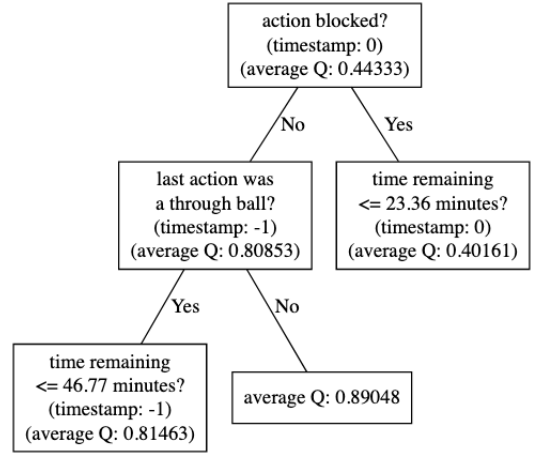 action blocked?
(timestamp: 0)
(average Q: 0.44333)
No
Yes
last action was
a through ball?
(timestamp: -1)
(average Q: 0.80853)
time remaining
<= 23.36 minutes?
(timestamp: 0)
(average Q: 0.40161)
Yes
No
time remaining
<= 46.77 minutes?
(timestamp: -1)
(average Q: 0.81463)
average Q: 0.89048